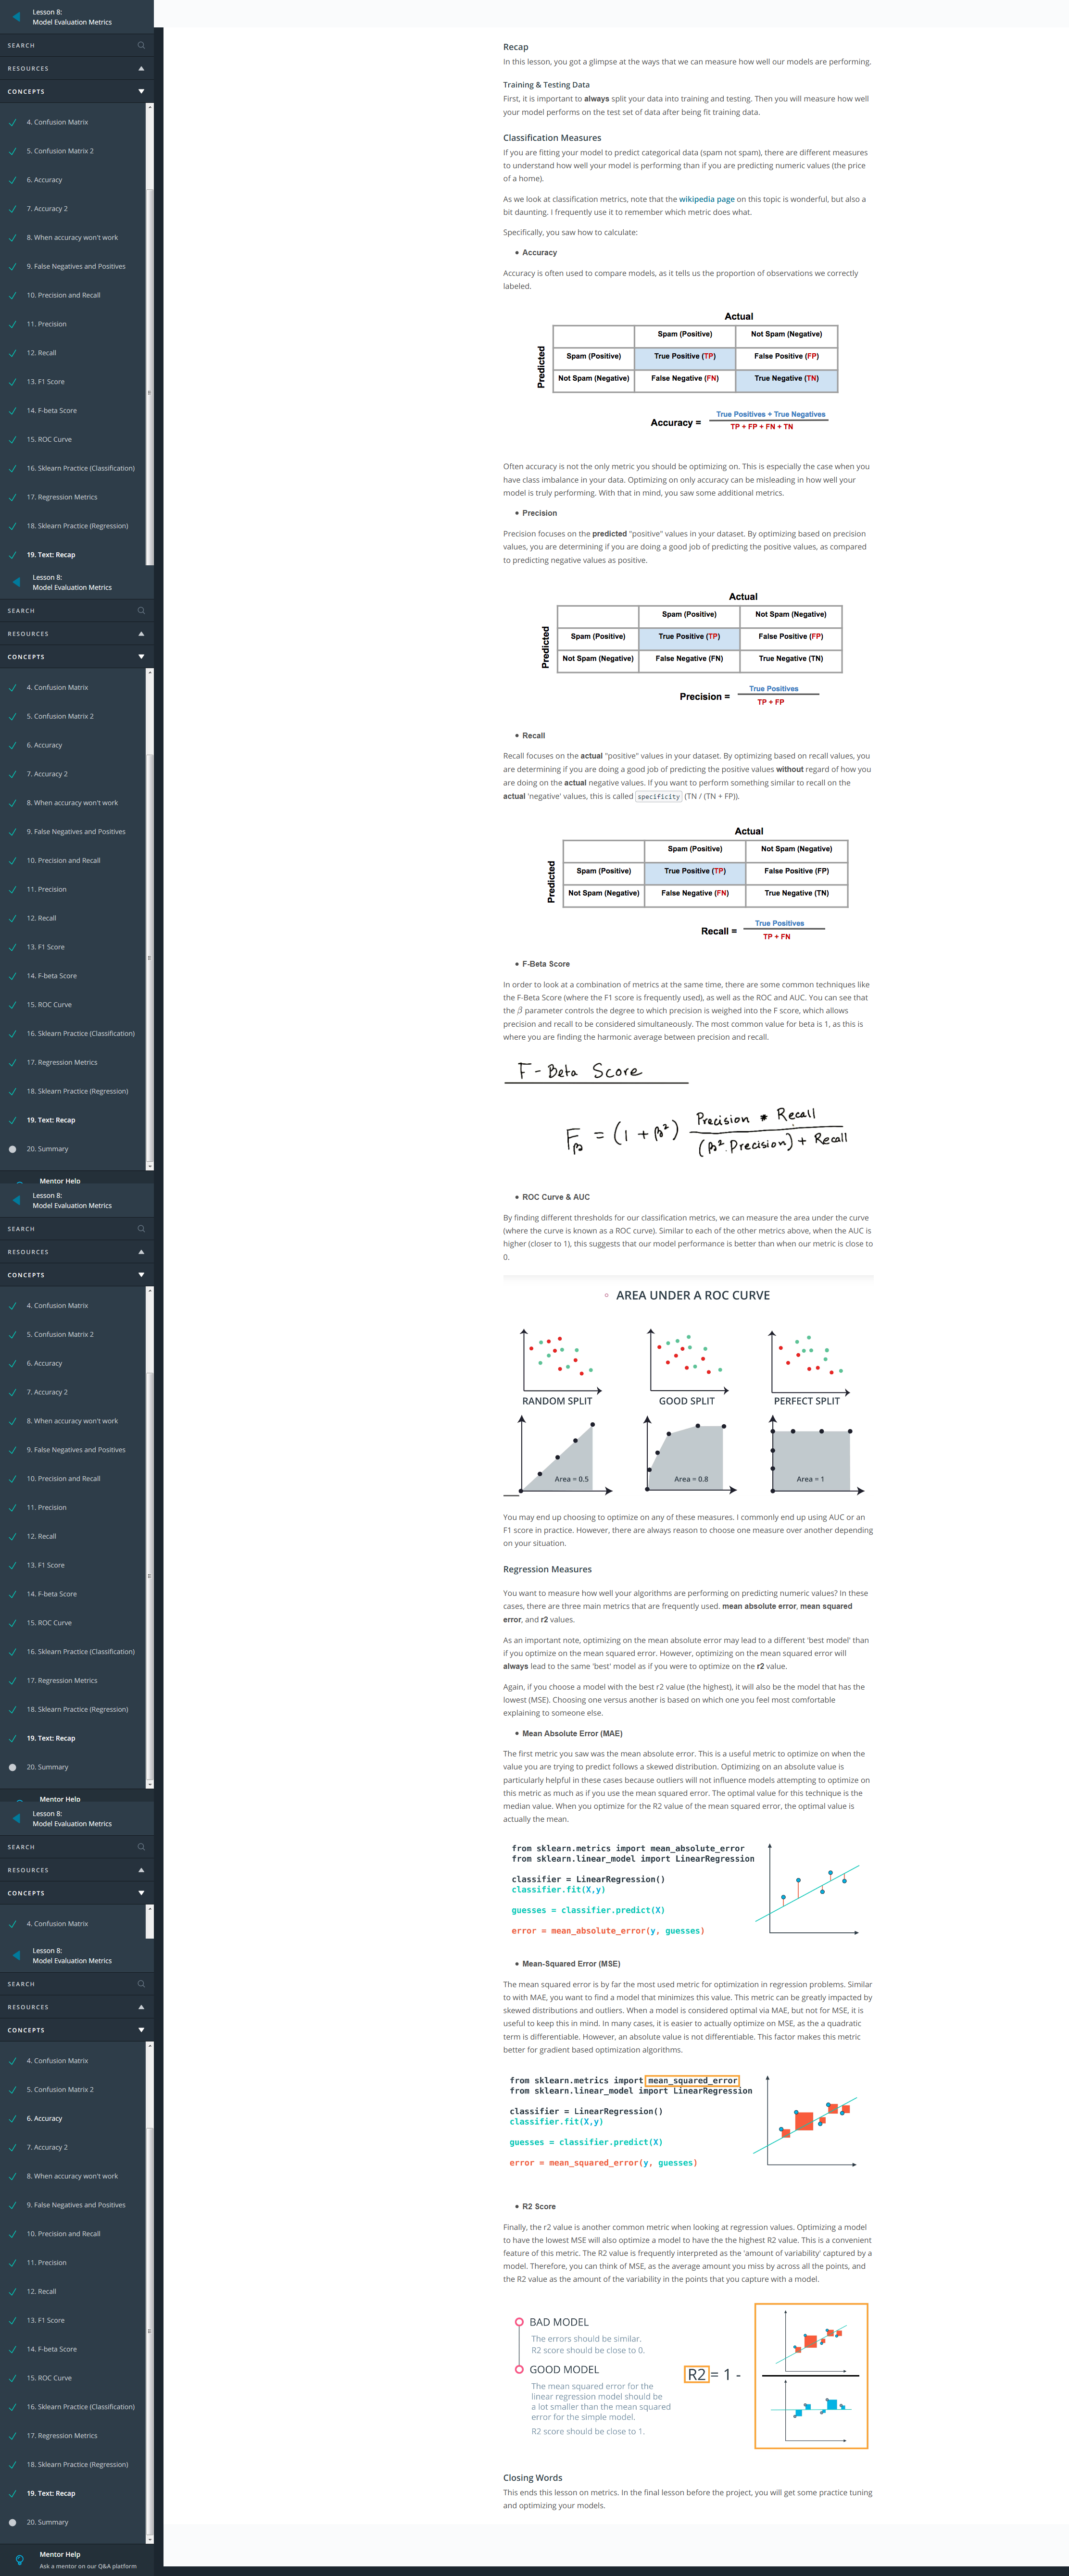 Lesson 8:
Model Evaluation Metrics
SEARCH
RESOURCES
CONCEPTS
4. Confusion Matrix
5. Confusion Matrix 2
6. Accuracy
7. Accuracy 2
8. When accuracy won't work
9. False Negatives and Positives
10. Precision and Recall
11. Precision
12. Recall
13. F1 Score
14. F-beta Score
15. ROC Curve
16. Sklearn Practice (Classification)
17. Regression Metrics
18. Sklearn Practice (Regression)
19. Text: Recap
Lesson 8:
Model Evaluation Metrics
SEARCH
RESOURCES
CONCEPTS
4. Confusion Matrix
5. Confusion Matrix 2
6. Accuracy
7. Accuracy 2
8. When accuracy won't work
9. False Negatives and Positives
10. Precision and Recall
11. Precision
12. Recall
13. F1 Score
14. F-beta Score
15. ROC Curve
16. Sklearn Practice (Classification)
17. Regression Metrics
18. Sklearn Practice (Regression)
19. Text: Recap
20. Summary
Mentor Help
Lesson 8:
Model Evaluation Metrics
SEARCH
RESOURCES
CONCEPTS
4. Confusion Matrix
5. Confusion Matrix 2
6. Accuracy
7. Accuracy 2
8. When accuracy won't work
9. False Negatives and Positives
10. Precision and Recall
11. Precision
12. Recall
13. F1 Score
14. F-beta Score
15. ROC Curve
16. Sklearn Practice (Classification)
17. Regression Metrics
18. Sklearn Practice (Regression)
19. Text: Recap
20. Summary
Mentor Help
Lesson 8:
Model Evaluation Metrics
SEARCH
RESOURCES
CONCEPTS
4. Confusion Matrix
Lesson 8:
Model Evaluation Metrics
SEARCH
RESOURCES
CONCEPTS
4. Confusion Matrix
5. Confusion Matrix 2
6. Accuracy
7. Accuracy 2
8. When accuracy won't work
9. False Negatives and Positives
10. Precision and Recall
11. Precision
12. Recall
13. F1 Score
14. F-beta Score
15. ROC Curve
16. Sklearn Practice (Classification)
17. Regression Metrics
18. Sklearn Practice (Regression)
19. Text: Recap
20. Summary
Mentor Help
Ask a mentor on our Q&A platform
Recap
In this lesson, you got a glimpse at the ways that we can measure how well our models are performing.
Training & Testing Data
First, it is important to always split your data into training and testing. Then you will measure how well
your model performs on the test set of data after being fit training data.
Classification Measures
If you are fitting your model to predict categorical data (spam not spam), there are different measures
to understand how well your model is performing than if you are predicting numeric values (the price
of a home).
As we look at classification metrics, note that the wikipedia page on this topic is wonderful, but also a
bit daunting. I frequently use it to remember which metric does what.
Specifically, you saw how to calculate:
• Accuracy
Accuracy is often used to compare models, as it tells us the proportion of observations we correctly
labeled.
Actual
Predicted
Spam (Positive) Not Spam (Negative)
Spam (Positive) True Positive (TP) False Positive (FP)
Not Spam (Negative) False Negative (FN) True Negative (TN)
Accuracy = True Positives + True Negatives
TP + FP + FN + TN
Often accuracy is not the only metric you should be optimizing on. This is especially the case when you
have class imbalance in your data. Optimizing on only accuracy can be misleading in how well your
model is truly performing. With that in mind, you saw some additional metrics.
• Precision
Precision focuses on the predicted "positive" values in your dataset. By optimizing based on precision
values, you are determining if you are doing a good job of predicting the positive values, as compared
to predicting negative values as positive.
Actual
Predicted
Spam (Positive) Not Spam (Negative)
Spam (Positive) True Positive (TP) False Positive (FP)
Not Spam (Negative) False Negative (FN) True Negative (TN)
Precision = True Positives
TP + FP
• Recall
Recall focuses on the actual "positive" values in your dataset. By optimizing based on recall values, you
are determining if you are doing a good job of predicting the positive values without regard of how you
are doing on the actual negative values. If you want to perform something similar to recall on the
actual 'negative' values, this is called specificity (TN / (TN + FP)).
Actual
Predicted
Spam (Positive) Not Spam (Negative)
Spam (Positive) True Positive (TP) False Positive (FP)
Not Spam (Negative) False Negative (FN) True Negative (TN)
Recall = True Positives
TP + FN
• F-Beta Score
In order to look at a combination of metrics at the same time, there are some common techniques like
the F-Beta Score (where the F1 score is frequently used), as well as the ROC and AUC. You can see that
the β parameter controls the degree to which precision is weighed into the F score, which allows
precision and recall to be considered simultaneously. The most common value for beta is 1, as this is
where you are finding the harmonic average between precision and recall.
F - Beta Score
Fβ = (1 + β²) Precision * Recall
(β². Precision) + Recall
• ROC Curve & AUC
By finding different thresholds for our classification metrics, we can measure the area under the curve
(where the curve is known as a ROC curve). Similar to each of the other metrics above, when the AUC is
higher (closer to 1), this suggests that our model performance is better than when our metric is close to
0.
AREA UNDER A ROC CURVE
RANDOM SPLIT GOOD SPLIT PERFECT SPLIT
Area = 0.5 Area = 0.8 Area = 1
You may end up choosing to optimize on any of these measures. I commonly end up using AUC or an
F1 score in practice. However, there are always reason to choose one measure over another depending
on your situation.
Regression Measures
You want to measure how well your algorithms are performing on predicting numeric values? In these
cases, there are three main metrics that are frequently used. mean absolute error, mean squared
error, and r2 values.
As an important note, optimizing on the mean absolute error may lead to a different 'best model' than
if you optimize on the mean squared error. However, optimizing on the mean squared error will
always lead to the same 'best' model as if you were to optimize on the r2 value.
Again, if you choose a model with the best r2 value (the highest), it will also be the model that has the
lowest (MSE). Choosing one versus another is based on which one you feel most comfortable
explaining to someone else.
• Mean Absolute Error (MAE)
The first metric you saw was the mean absolute error. This is a useful metric to optimize on when the
value you are trying to predict follows a skewed distribution. Optimizing on an absolute value is
particularly helpful in these cases because outliers will not influence models attempting to optimize on
this metric as much as if you use the mean squared error. The optimal value for this technique is the
median value. When you optimize for the R2 value of the mean squared error, the optimal value is
actually the mean.
from sklearn.metrics import mean_absolute_error
from sklearn.linear_model import LinearRegression
classifier = LinearRegression()
classifier.fit(X,y)
guesses = classifier.predict(X)
error = mean_absolute_error(y, guesses)
• Mean-Squared Error (MSE)
The mean squared error is by far the most used metric for optimization in regression problems. Similar
to with MAE, you want to find a model that minimizes this value. This metric can be greatly impacted by
skewed distributions and outliers. When a model is considered optimal via MAE, but not for MSE, it is
useful to keep this in mind. In many cases, it is easier to actually optimize on MSE, as the a quadratic
term is differentiable. However, an absolute value is not differentiable. This factor makes this metric
better for gradient based optimization algorithms.
from sklearn.metrics import mean_squared_error
from sklearn.linear_model import LinearRegression
classifier = LinearRegression()
classifier.fit(X,y)
guesses = classifier.predict(X)
error = mean_squared_error(y, guesses)
• R2 Score
Finally, the r2 value is another common metric when looking at regression values. Optimizing a model
to have the lowest MSE will also optimize a model to have the the highest R2 value. This is a convenient
feature of this metric. The R2 value is frequently interpreted as the 'amount of variability' captured by a
model. Therefore, you can think of MSE, as the average amount you miss by across all the points, and
the R2 value as the amount of the variability in the points that you capture with a model.
BAD MODEL
The errors should be similar.
R2 score should be close to 0.
GOOD MODEL
The mean squared error for the
linear regression model should be
a lot smaller than the mean squared
error for the simple model.
R2 score should be close to 1.
R2 = 1 -
Closing Words
This ends this lesson on metrics. In the final lesson before the project, you will get some practice tuning
and optimizing your models.